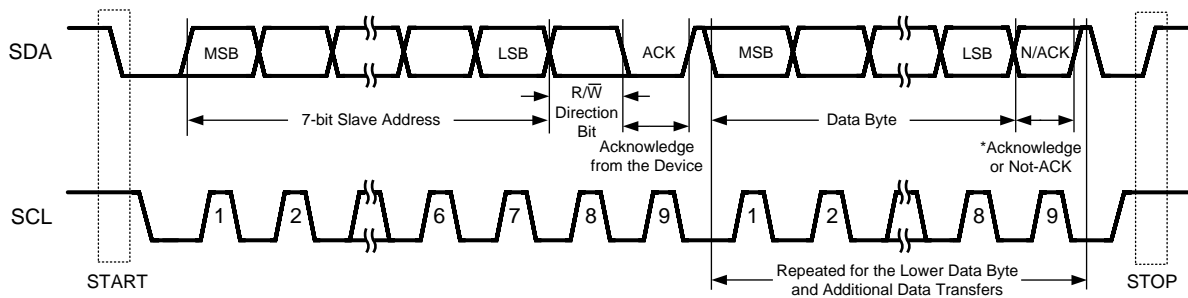 SDA
MSB
LSB
ACK
MSB
LSB
N/ACK
R/W̅
Direction
Bit
7-bit Slave Address
Acknowledge
from the Device
Data Byte
*Acknowledge
or Not-ACK
SCL
1
2
6
7
8
9
1
2
8
9
START
Repeated for the Lower Data Byte
and Additional Data Transfers
STOP